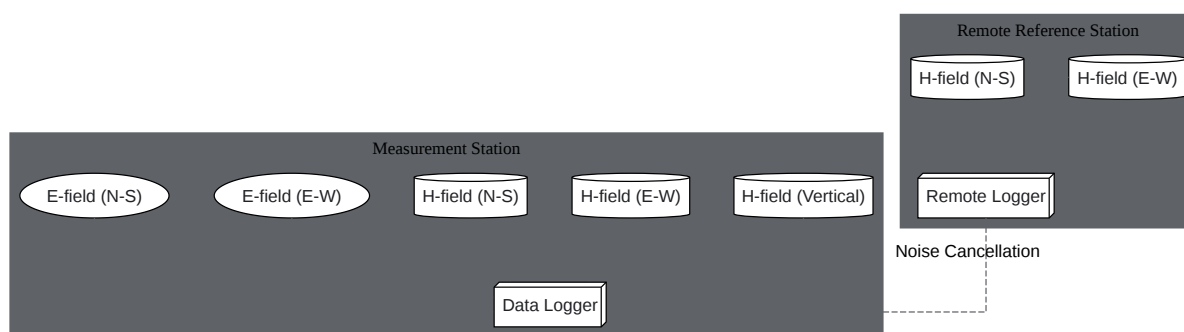 Remote Reference Station
H-field (N-S)
H-field (E-W)
Measurement Station
E-field (N-S)
E-field (E-W)
H-field (N-S)
H-field (E-W)
H-field (Vertical)
Remote Logger
Noise Cancellation
Data Logger